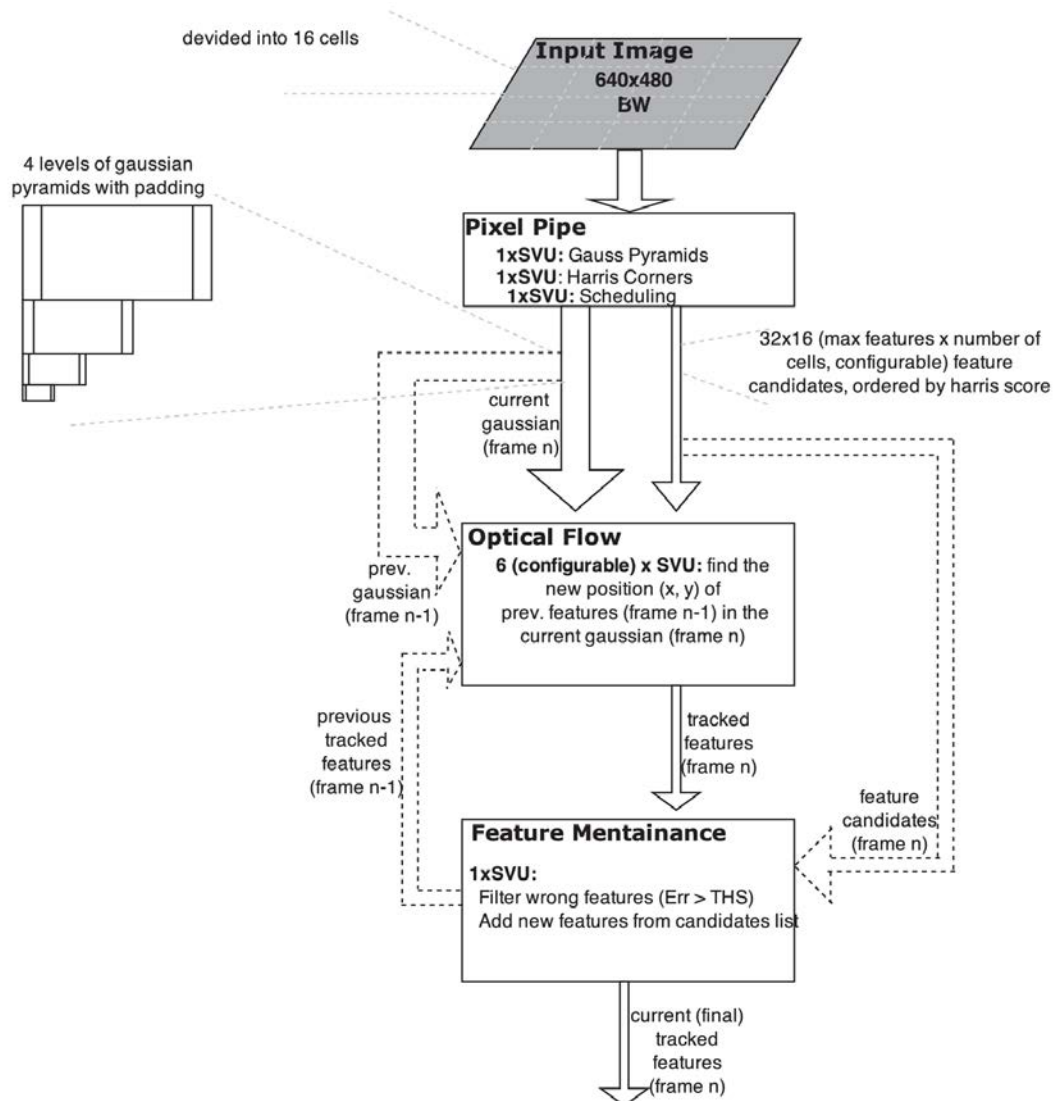 devided into 16 cells
Input Image
640x480
BW
4 levels of gaussian
pyramids with padding
Pixel Pipe
1xSVU: Gauss Pyramids
1xSVU: Harris Corners
1xSVU: Scheduling
32x16 (max features x number of
cells, configurable) feature
candidates, ordered by harris score
current
gaussian
(frame n)
Optical Flow
6 (configurable) x SVU: find the
new position (x, y) of
prev. features (frame n-1) in the
current gaussian (frame n)
prev.
gaussian
(frame n-1)
previous
tracked
features
(frame n-1)
tracked
features
(frame n)
feature
candidates
(frame n)
Feature Mentainance
1xSVU:
Filter wrong features (Err > THS)
Add new features from candidates list
current (final)
tracked
features
(frame n)